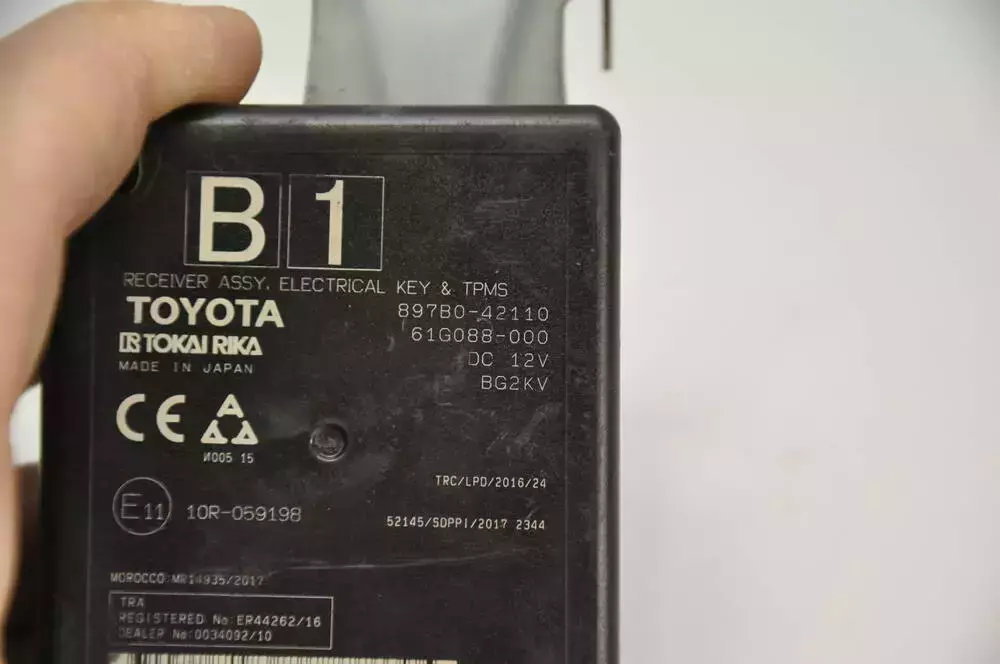 B 1
RECEIVER ASSY, ELECTRICAL KEY & TPMS
TOYOTA 897B0-42110
TOKAI RIKA 61G088-000
MADE IN JAPAN DC 12V
BG2KV
CE
И005 15
TRC/LPD/2016/24
E11 10R-059198
52145/SDPPI/2017 2344
MOROCCO MR14935/2017
TRA
REGISTERED No:ER44262/16
DEALER No:0034092/10